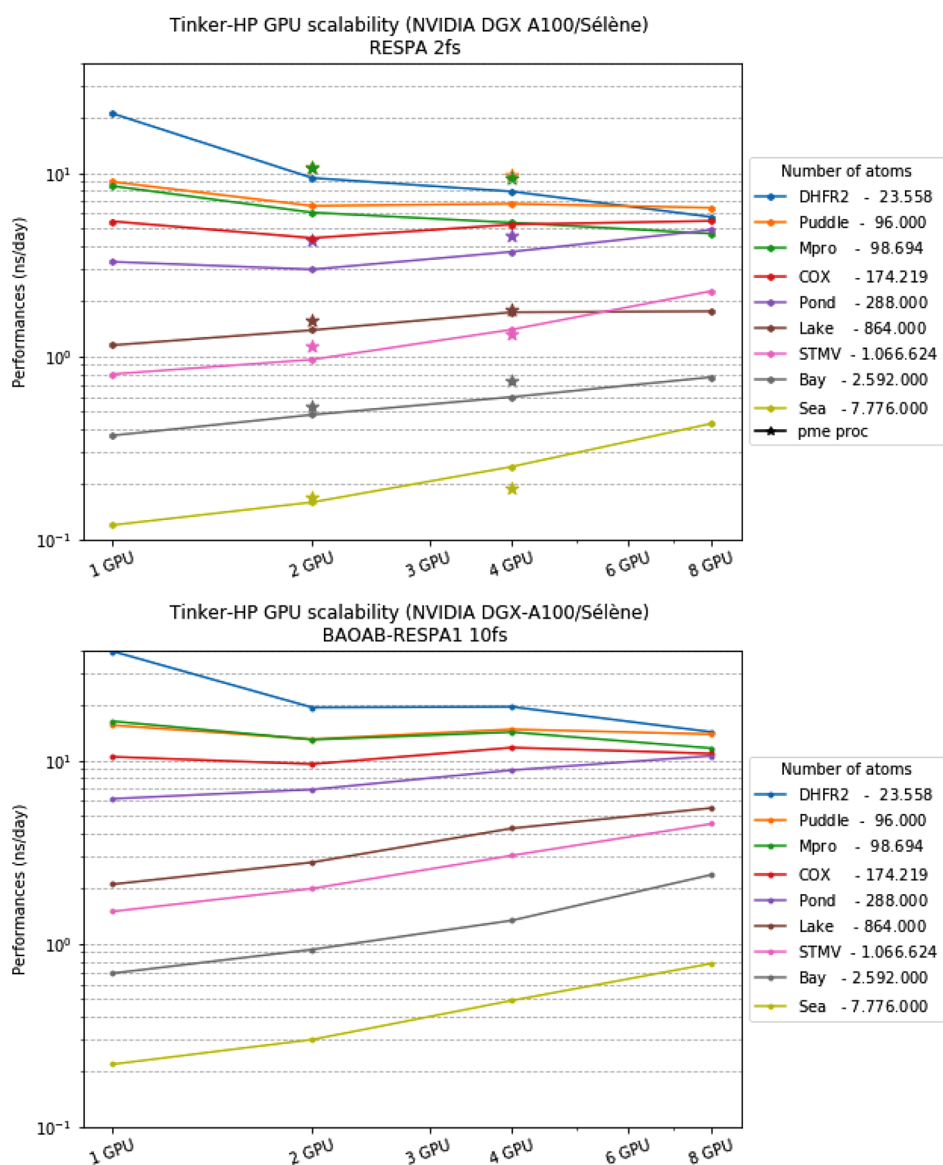 Tinker-HP GPU scalability (NVIDIA DGX A100/Sélène)
RESPA 2fs
Performances (ns/day)
10¹
10⁰
10⁻¹
1 GPU
2 GPU
3 GPU
4 GPU
6 GPU
8 GPU
Number of atoms
DHFR2 - 23.558
Puddle - 96.000
Mpro - 98.694
COX - 174.219
Pond - 288.000
Lake - 864.000
STMV - 1.066.624
Bay - 2.592.000
Sea - 7.776.000
pme proc
Tinker-HP GPU scalability (NVIDIA DGX-A100/Sélène)
BAOAB-RESPA1 10fs
Performances (ns/day)
10¹
10⁰
10⁻¹
1 GPU
2 GPU
3 GPU
4 GPU
6 GPU
8 GPU
Number of atoms
DHFR2 - 23.558
Puddle - 96.000
Mpro - 98.694
COX - 174.219
Pond - 288.000
Lake - 864.000
STMV - 1.066.624
Bay - 2.592.000
Sea - 7.776.000